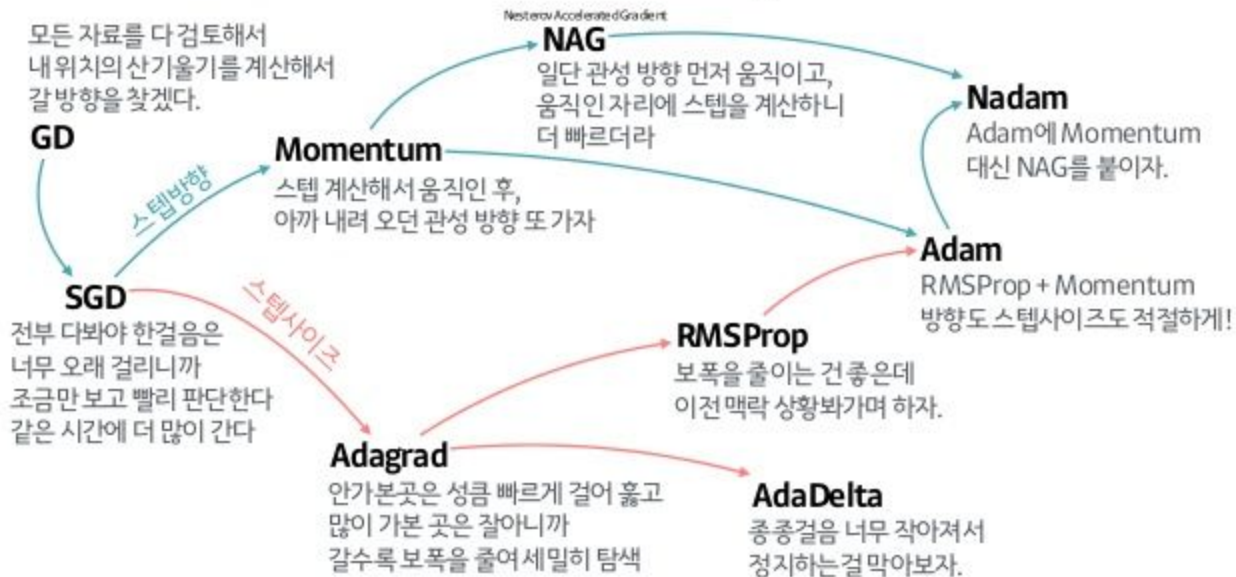 모든 자료를 다 검토해서
내 위치의 산기울기를 계산해서
갈 방향을 찾겠다.
GD
스텝방향
SGD
전부 다봐야 한걸음은
너무 오래 걸리니까
조금만 보고 빨리 판단한다
같은 시간에 더 많이 간다
Momentum
스텝 계산해서 움직인 후,
아까 내려 오던 관성 방향 또 가자
Nesterov Accelerated Gradient
NAG
일단 관성 방향 먼저 움직이고,
움직인 자리에 스텝을 계산하니
더 빠르더라
Nadam
Adam에 Momentum
대신 NAG를 붙이자.
Adam
RMSProp + Momentum
방향도 스텝사이즈도 적절하게!
스텝사이즈
RMSProp
보폭을 줄이는 건 좋은데
이전 맥락 상황봐가며 하자.
Adagrad
안가본곳은 성큼 빠르게 걸어 훑고
많이 가본 곳은 잘아니까
갈수록 보폭을 줄여 세밀히 탐색
AdaDelta
종종걸음 너무 작아져서
정지하는걸 막아보자.